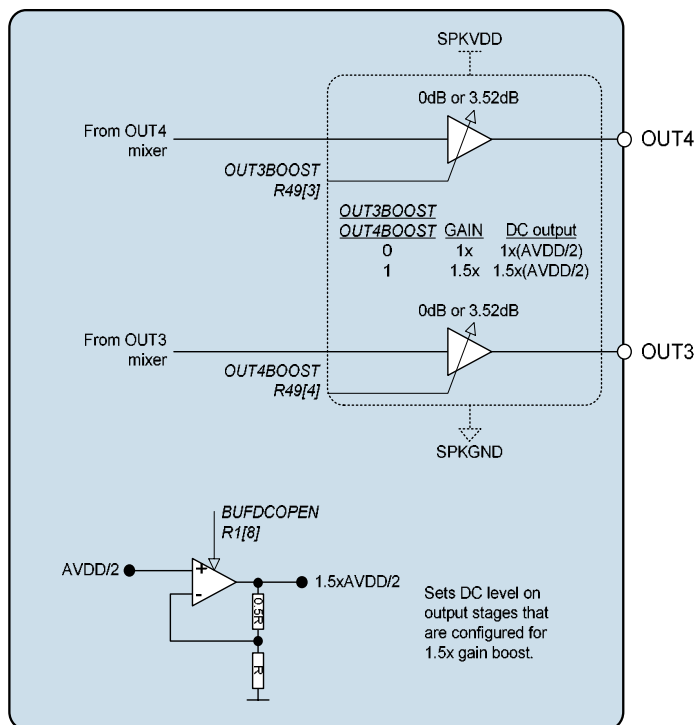 SPKVDD
0dB or 3.52dB
From OUT4
mixer
OUT4
OUT3BOOST
R49[3]
OUT3BOOST
OUT4BOOST GAIN DC output
0 1x 1x(AVDD/2)
1 1.5x 1.5x(AVDD/2)
0dB or 3.52dB
From OUT3
mixer
OUT3
OUT4BOOST
R49[4]
SPKGND
BUFDCOPEN
R1[8]
AVDD/2
+
-
1.5xAVDD/2
0.5R
R
Sets DC level on
output stages that
are configured for
1.5x gain boost.